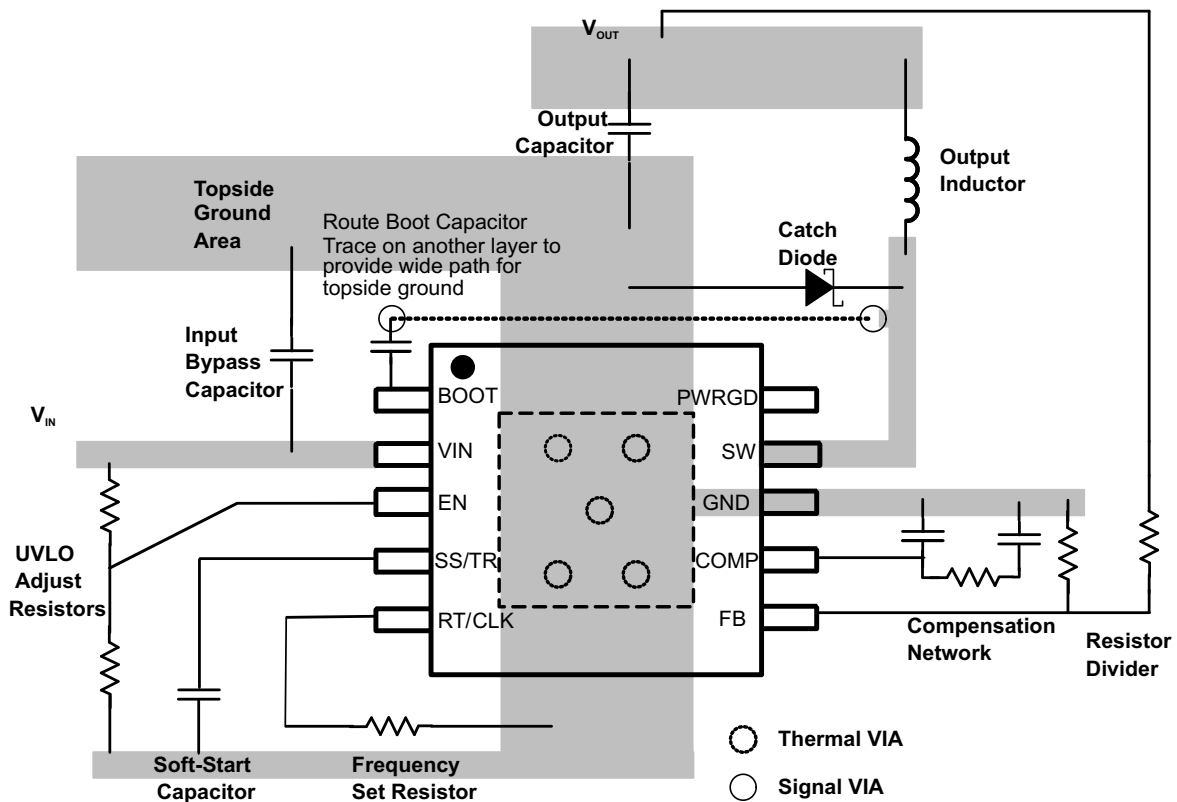 VOUT
Output
Capacitor
Output
Inductor
Topside
Ground
Area
Route Boot Capacitor
Trace on another layer to
provide wide path for
topside ground
Catch
Diode
Input
Bypass
Capacitor
VIN
BOOT
VIN
EN
SS/TR
RT/CLK
PWRGD
SW
GND
COMP
FB
UVLO
Adjust
Resistors
Compensation
Network
Resistor
Divider
Soft-Start
Capacitor
Frequency
Set Resistor
Thermal VIA
Signal VIA